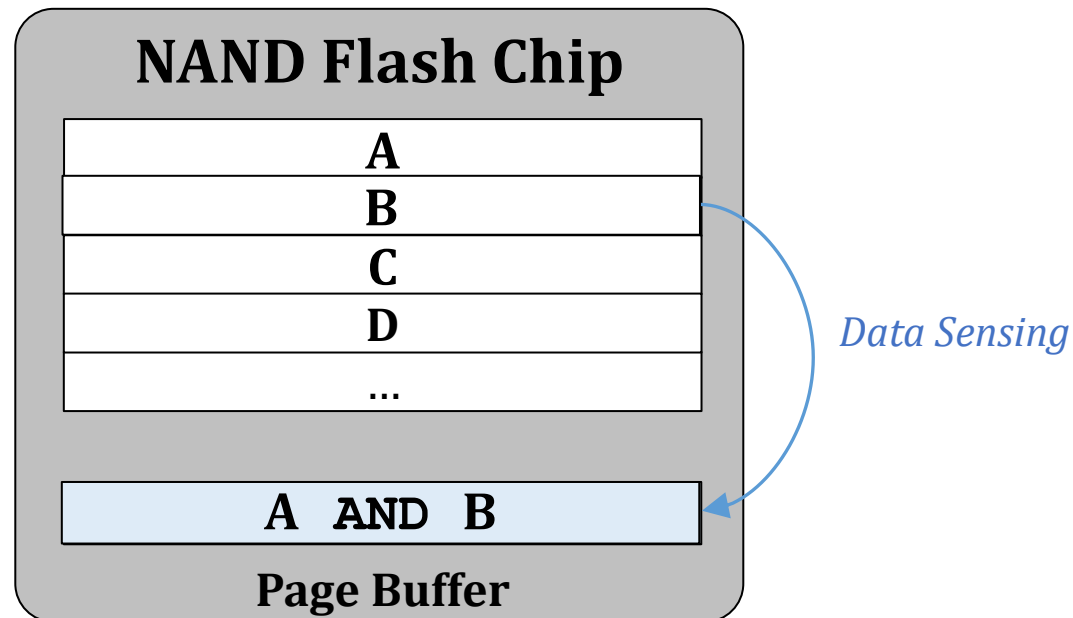 NAND Flash Chip
A
B
C
D
...
Data Sensing
A AND B
Page Buffer